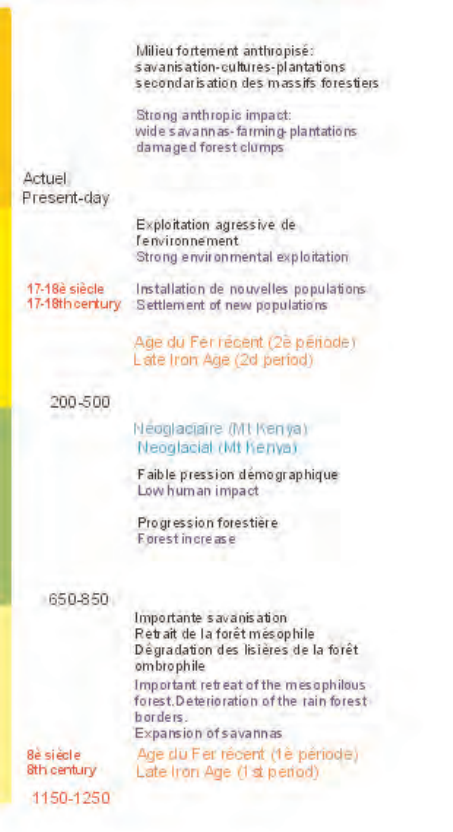 Milieu fortement anthropisé:
savanisation-cultures-plantations
secondarisation des massifs forestiers
Strong anthropic impact:
wide savannas-farming-plantations
damaged forest clumps
Actuel
Present-day
Exploitation agressive de
l'environnement
Strong environmental exploitation
17-18è siècle
17-18th century
Installation de nouvelles populations
Settlement of new populations
Age du Fer récent (2è période)
Late Iron Age (2d period)
200-500
Néoglaciaire (Mt Kenya)
Neoglacial (Mt Kenya)
Faible pression démographique
Low human impact
Progression forestière
Forest increase
650-850
Importante savanisation
Retrait de la forêt mésophile
Dégradation des lisières de la forêt
ombrophile
Important retreat of the mesophilous
forest.Deterioration of the rain forest
borders.
Expansion of savannas
8è siècle
8th century
Age du Fer récent (1è période)
Late Iron Age (1st period)
1150-1250